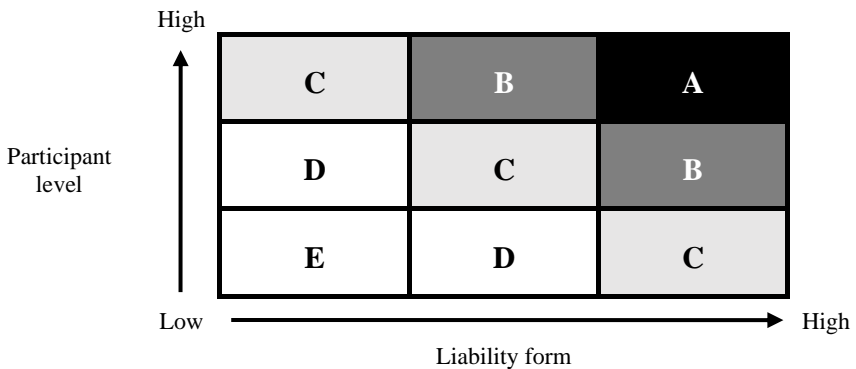 High
C B A
Participant
level
D C B
E D C
Low
High
Liability form